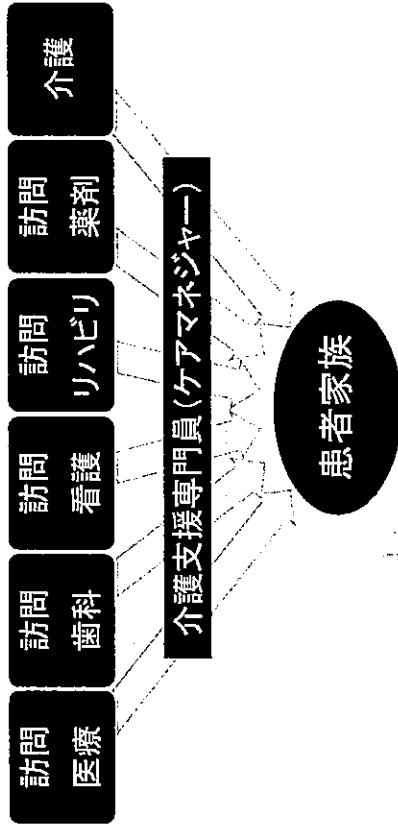 訪問
医療
訪問
歯科
訪問
看護
訪問
リハビリ
訪問
薬剤
介護
介護支援専門員(ケアマネジャー)
患者家族